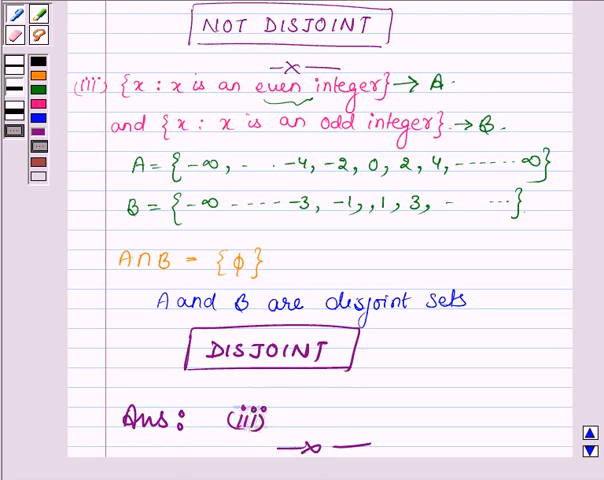 NOT DISJOINT
—x—
(iii) {x : x is an even integer} → A.
and {x : x is an odd integer}. → B.
A = {-∞, - · ·-4, -2, 0, 2, 4, ------- ∞}
B = {-∞ ------ -3, -1, ,1, 3, - ···}
A∩B = {ϕ}
A and B are disjoint sets
DISJOINT
Ans: (iii)
—x—